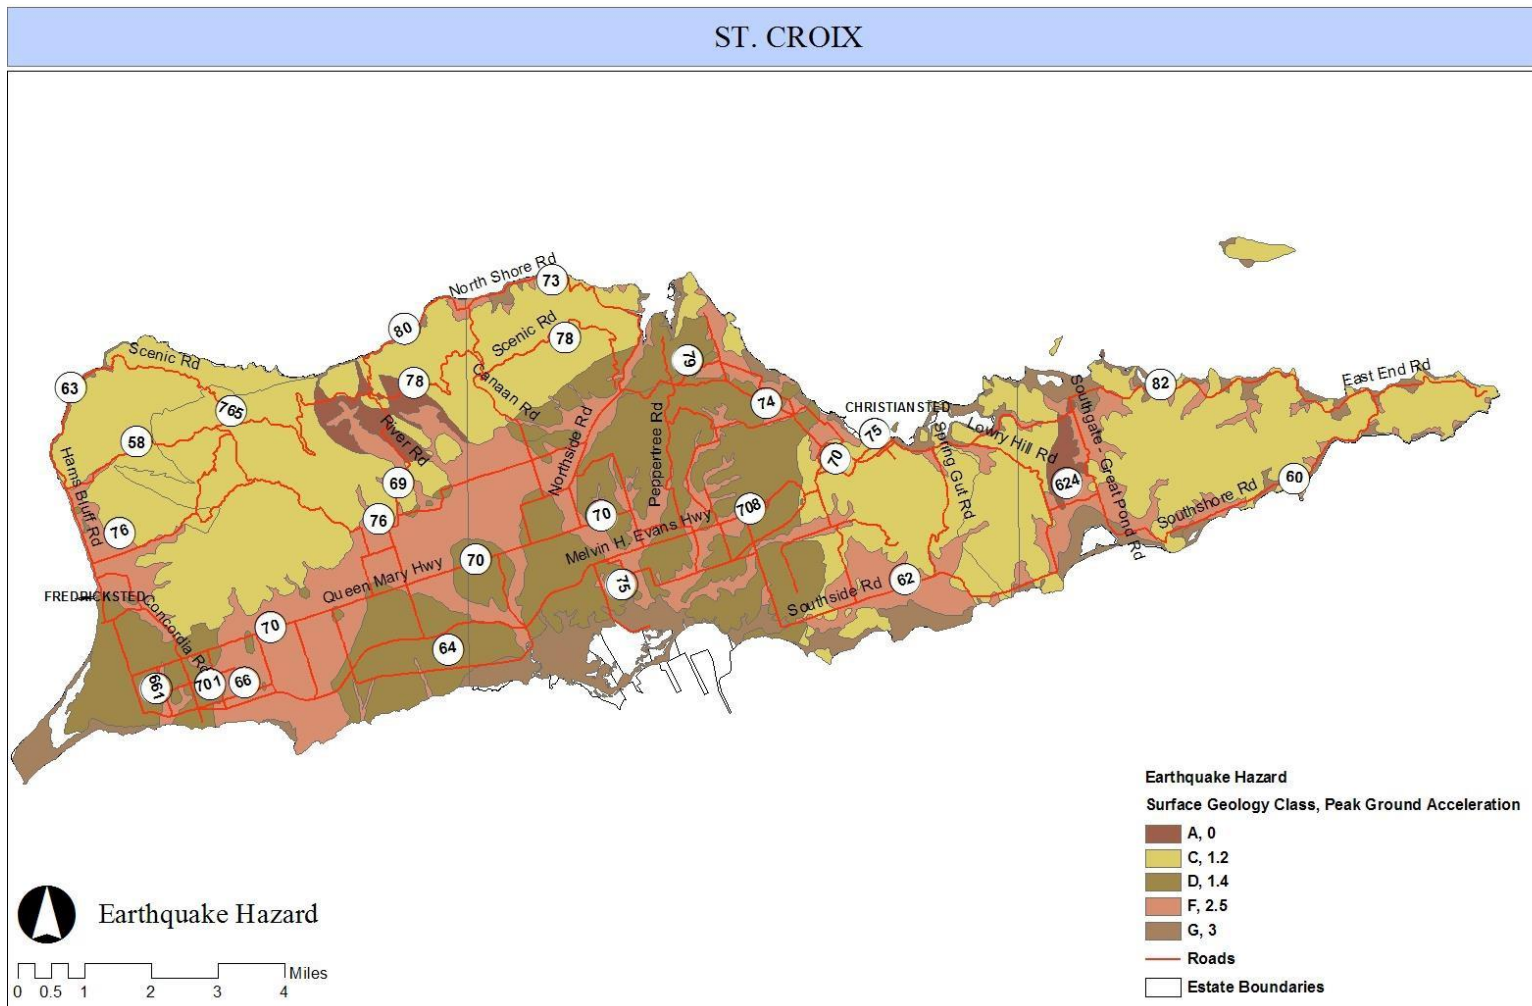 ST. CROIX
North Shore Rd
73
80
Scenic Rd
78
Scenic Rd
63
78
Canaan Rd
79
765
58
River Rd
74
CHRISTIANSTED
75
82
East End Rd
Southgate - Great Pond Rd
Lowry Hill Rd
Spring Gut Rd
Northside Rd
Peppertree Rd
70
69
624
60
Hams Buff Rd
76
76
70
708
Southshore Rd
Melvin H. Evans Hwy
70
Queen Mary Hwy
75
62
Southside Rd
FREDRICKSTED
Concordia Rd
70
64
661
701
66
Earthquake Hazard
Surface Geology Class, Peak Ground Acceleration
A, 0
C, 1.2
D, 1.4
F, 2.5
G, 3
Roads
Estate Boundaries
Earthquake Hazard
Miles
0 0.5 1 2 3 4